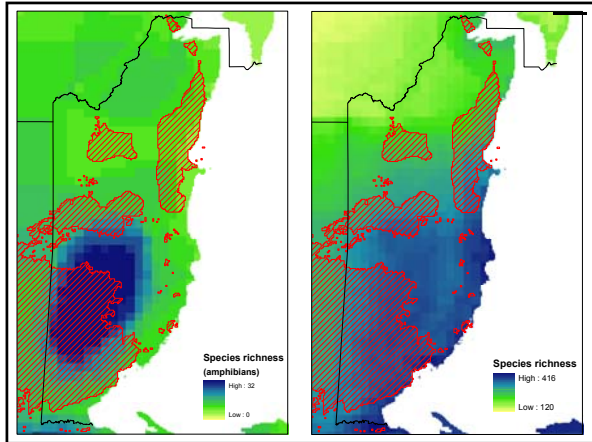 Species richness
(amphibians)
High : 32
Low : 0
Species richness
High : 416
Low : 120